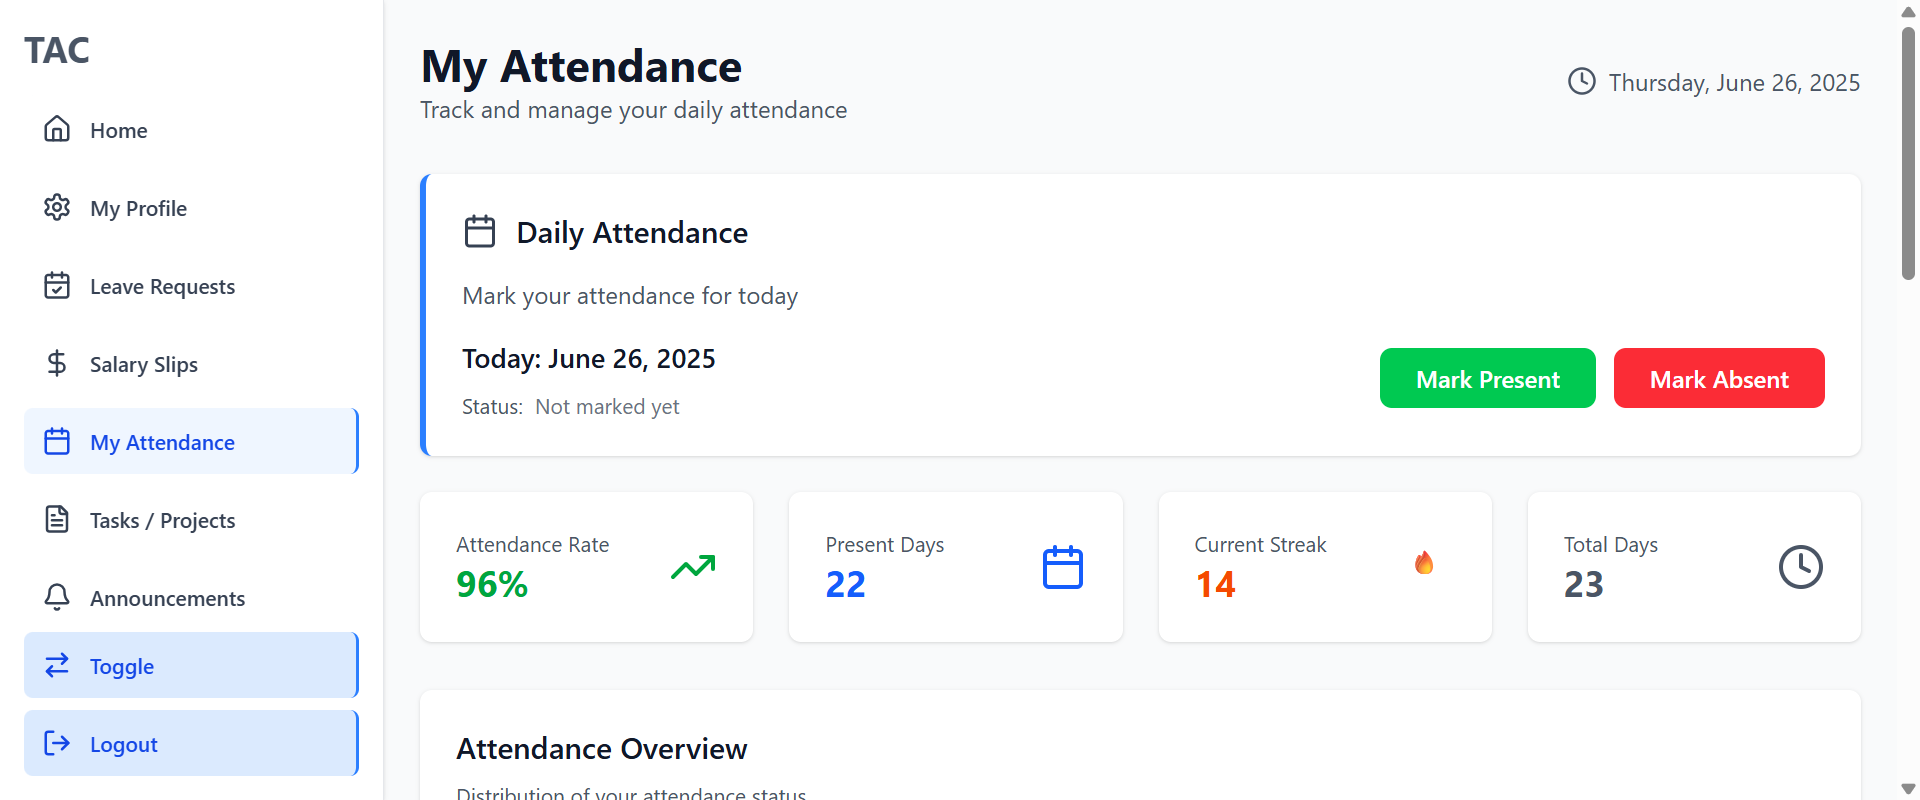 TAC
Home
My Profile
Leave Requests
Salary Slips
My Attendance
Tasks / Projects
Announcements
Toggle
Logout
My Attendance
Track and manage your daily attendance
Thursday, June 26, 2025
Daily Attendance
Mark your attendance for today
Today: June 26, 2025
Status: Not marked yet
Mark Present
Mark Absent
Attendance Rate
96%
Present Days
22
Current Streak
14
Total Days
23
Attendance Overview
Distribution of your attendance status